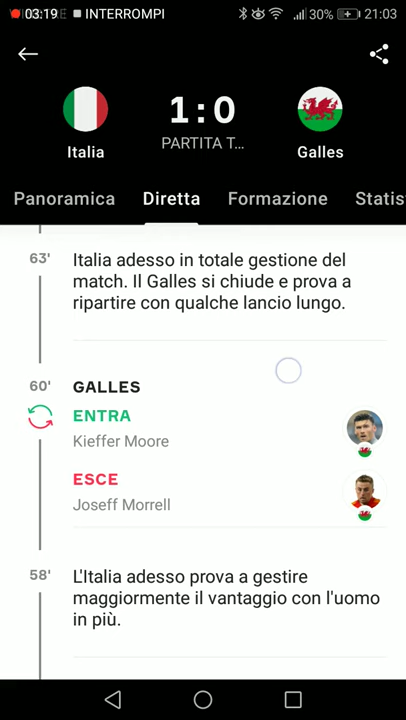 03:19 INTERROMPI 30% 21:03
1:0
PARTITA T...
Italia
Galles
Panoramica Diretta Formazione Statis
63'
Italia adesso in totale gestione del
match. Il Galles si chiude e prova a
ripartire con qualche lancio lungo.
60'
GALLES
ENTRA
Kieffer Moore
ESCE
Joseff Morrell
58'
L'Italia adesso prova a gestire
maggiormente il vantaggio con l'uomo
in più.